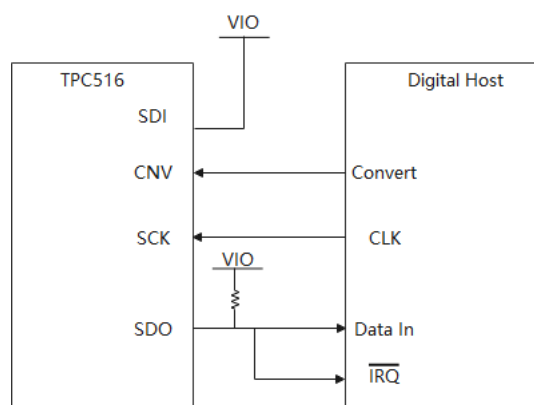 VIO
TPC516
Digital Host
SDI
CNV
Convert
SCK
CLK
VIO
SDO
Data In
IRQ